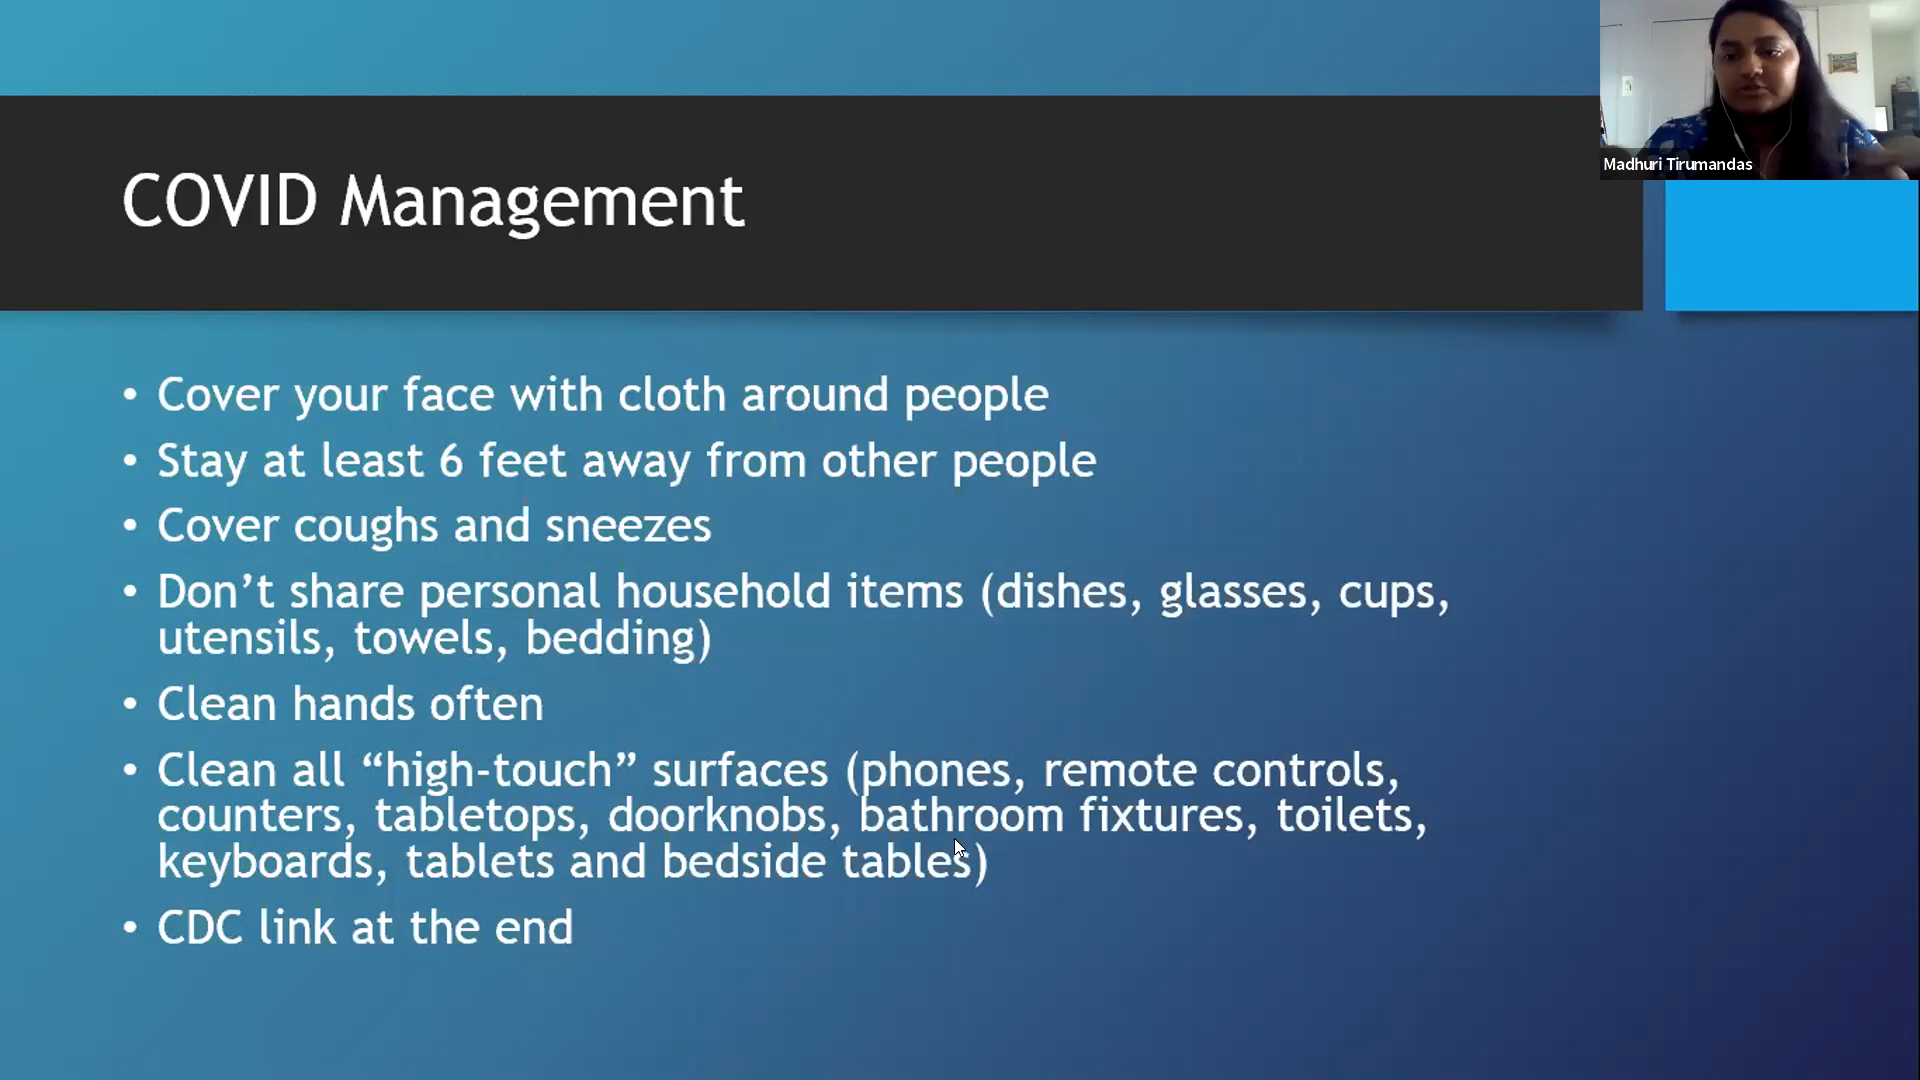 Madhuri Tirumandas
COVID Management
• Cover your face with cloth around people
• Stay at least 6 feet away from other people
• Cover coughs and sneezes
• Don’t share personal household items (dishes, glasses, cups,
utensils, towels, bedding)
• Clean hands often
• Clean all “high-touch” surfaces (phones, remote controls,
counters, tabletops, doorknobs, bathroom fixtures, toilets,
keyboards, tablets and bedside tables)
• CDC link at the end